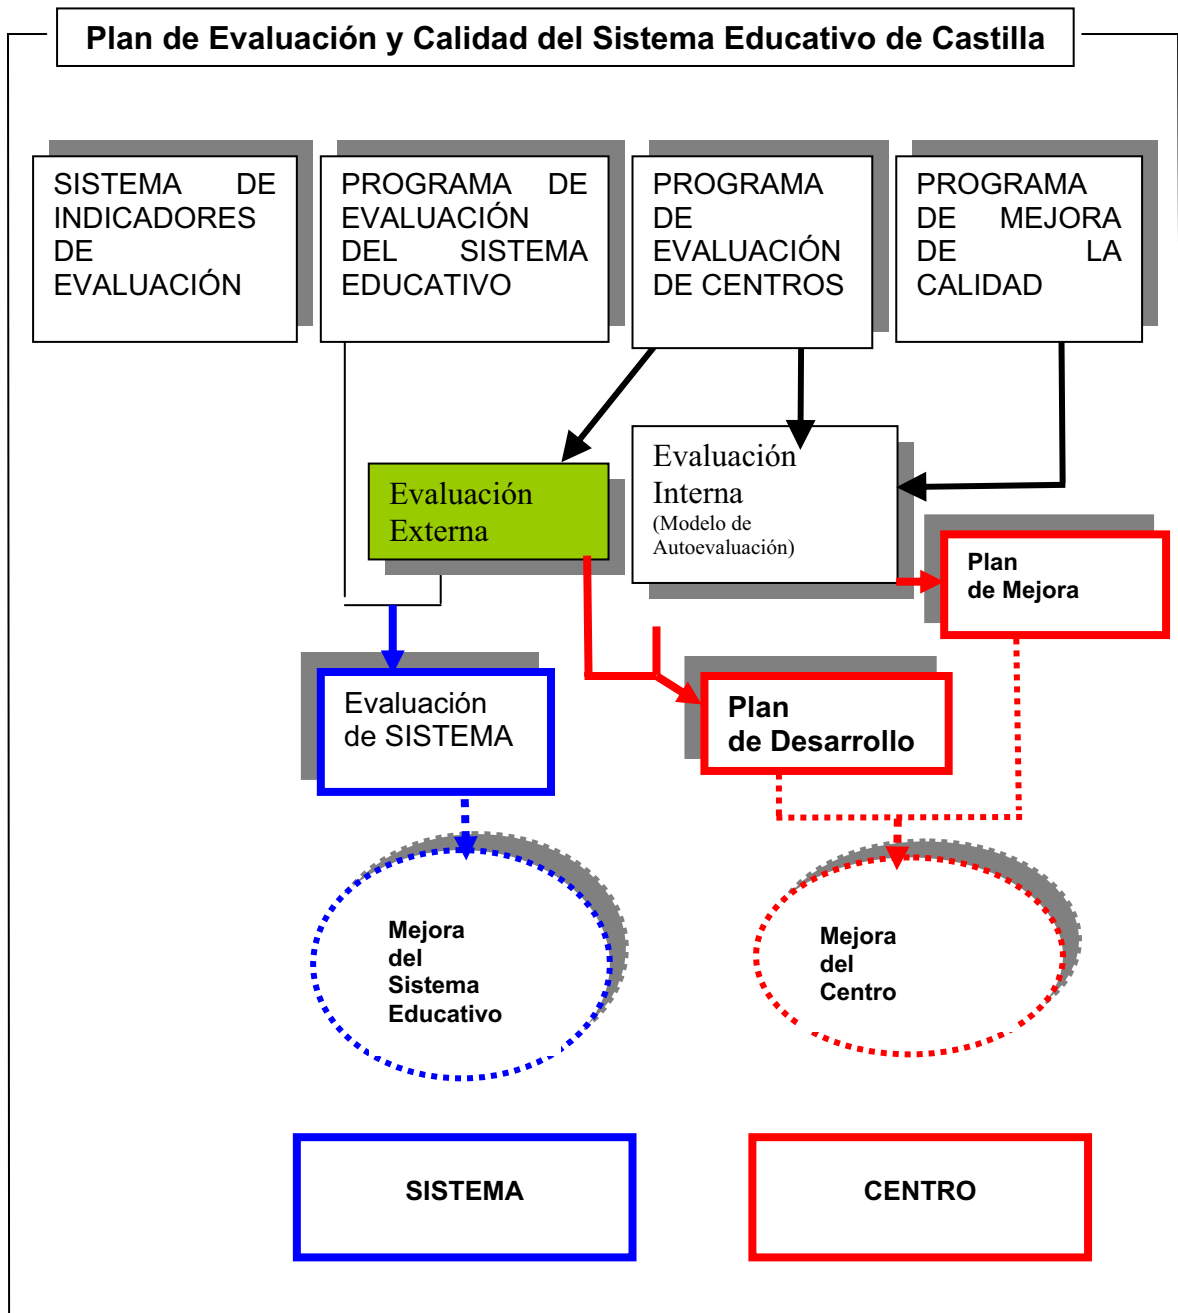 Plan de Evaluación y Calidad del Sistema Educativo de Castilla
SISTEMA DE
INDICADORES
DE
EVALUACIÓN
PROGRAMA DE
EVALUACIÓN
DEL SISTEMA
EDUCATIVO
PROGRAMA
DE
EVALUACIÓN
DE CENTROS
PROGRAMA
DE MEJORA
DE LA
CALIDAD
Evaluación
Externa
Evaluación
Interna
(Modelo de
Autoevaluación)
Plan
de Mejora
Evaluación
de SISTEMA
Plan
de Desarrollo
Mejora
del
Sistema
Educativo
Mejora
del
Centro
SISTEMA
CENTRO